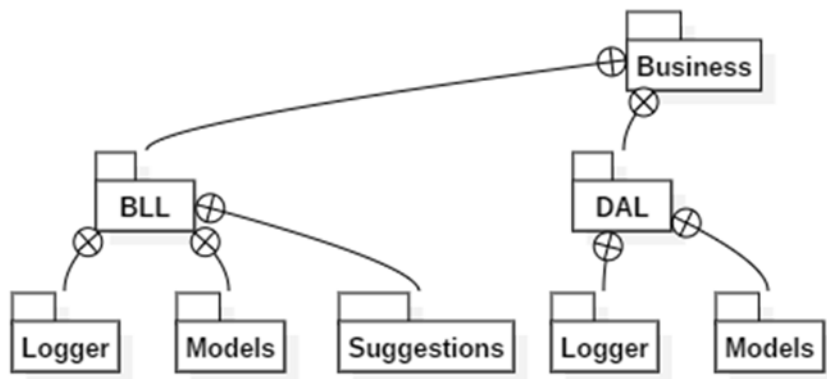 Business
BLL
DAL
Logger
Models
Suggestions
Logger
Models